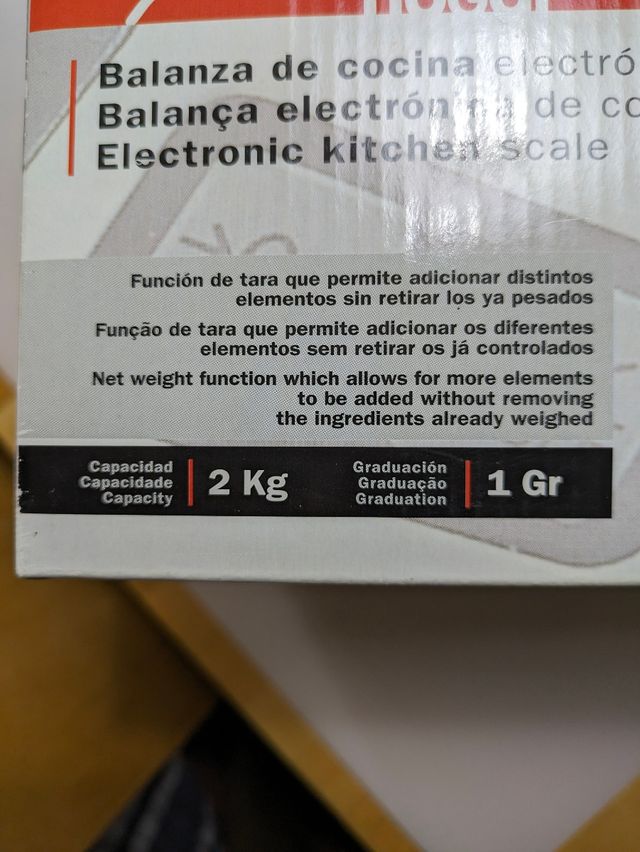 Balanza de cocina electró
Balança electrónica de co
Electronic kitchen scale
Función de tara que permite adicionar distintos
elementos sin retirar los ya pesados
Função de tara que permite adicionar os diferentes
elementos sem retirar os já controlados
Net weight function which allows for more elements
to be added without removing
the ingredients already weighed
Capacidad
Capacidade
Capacity
2 Kg
Graduación
Graduação
Graduation
1 Gr